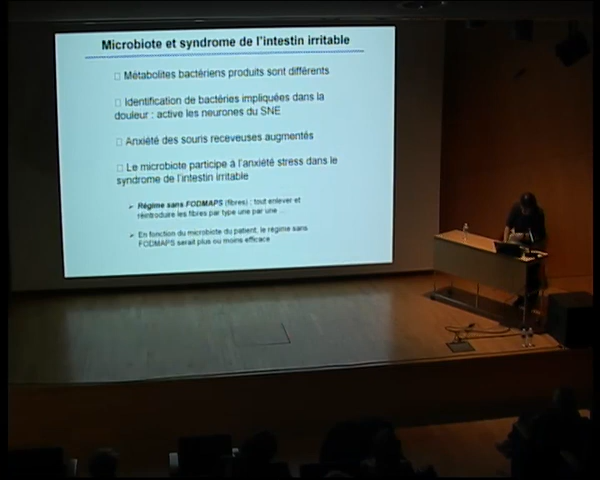 Microbiote et syndrome de l'intestin irritable
Métabolites bactériens produits sont différents
Identification de bactéries impliquées dans la
douleur : active les neurones du SNE
Anxiété des souris receveuses augmentés
Le microbiote participe à l'anxiété stress dans le
syndrome de l'intestin irritable
➢ Régime sans FODMAPS (fibres) : tout enlever et
réintroduire les fibres par type une par une ...
➢ En fonction du microbiote du patient, le régime sans
FODMAPS serait plus ou moins efficace